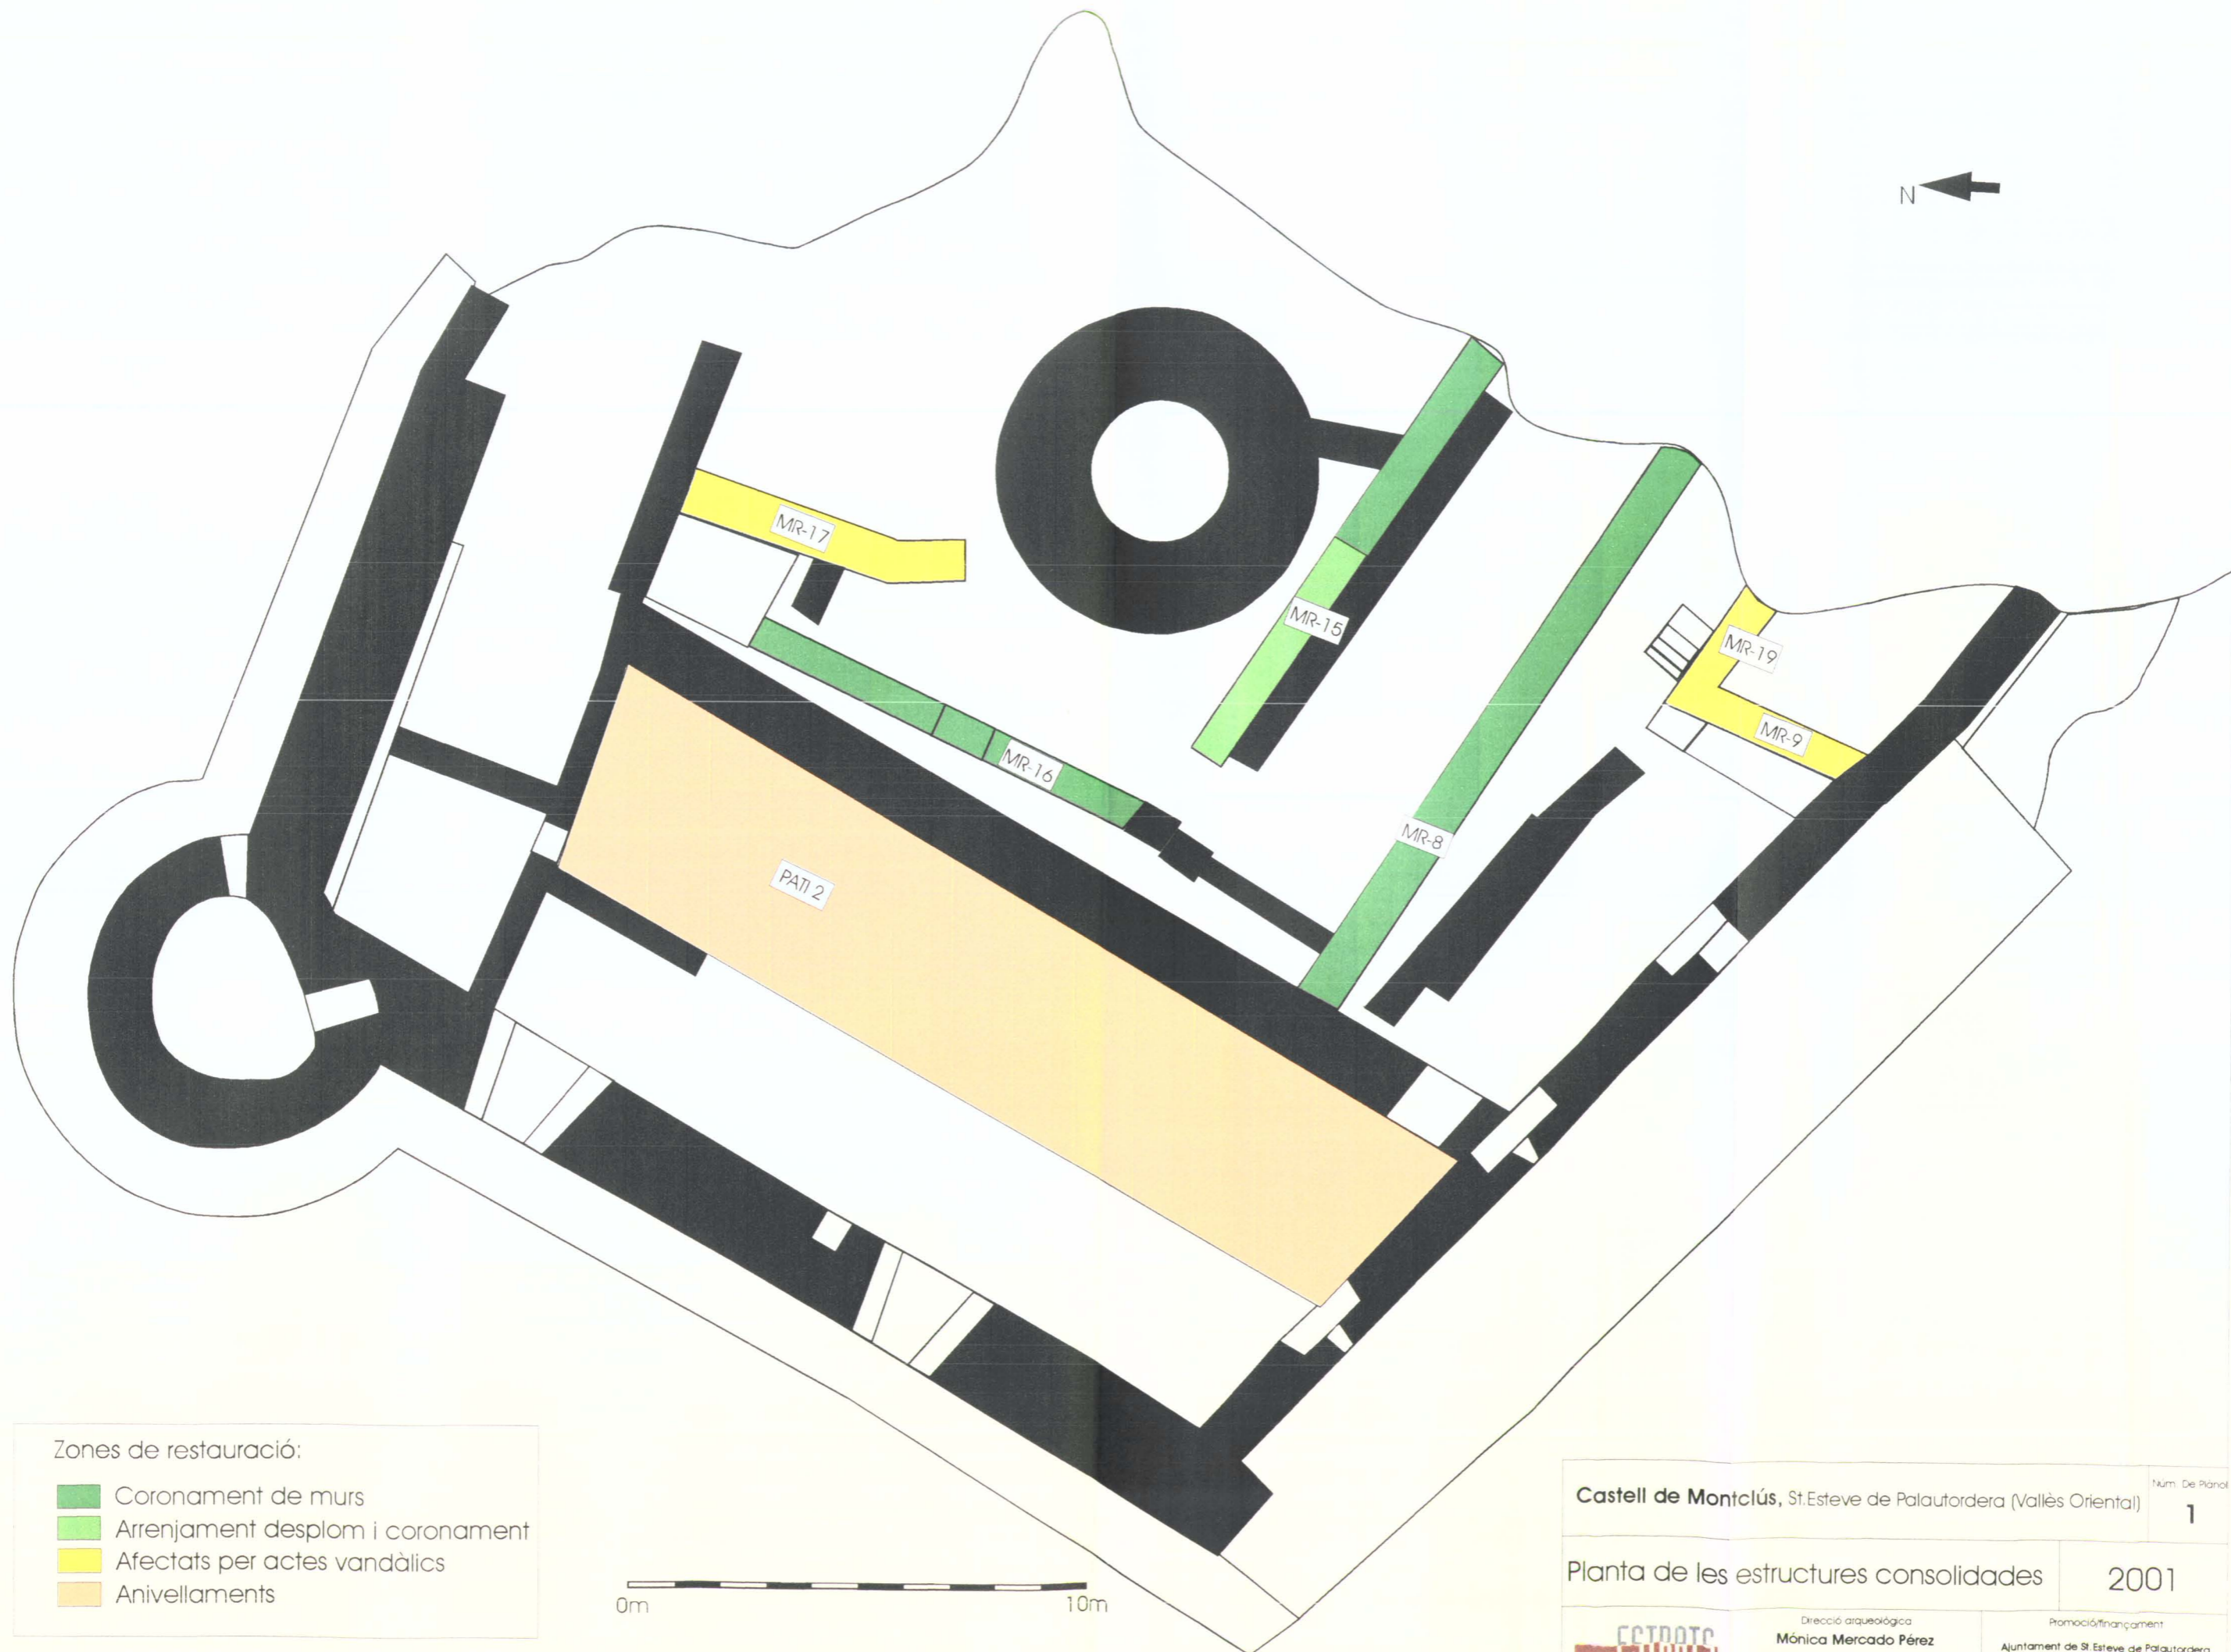 N
MR-17
MR-15
MR-19
MR-9
MR-16
MR-8
PATI 2
Zones de restauració:
Coronament de murs
Arrenjament desplom i coronament
Afectats per actes vandàlics
Anivellaments
0m
10m
Castell de Montclús, St.Esteve de Palautordera (Vallès Oriental)
Núm. De Plànol
1
Planta de les estructures consolidades
2001
Direcció arqueològica
Mónica Mercado Pérez
Promoció/finançament
Ajuntament de St.Esteve de Palautordera